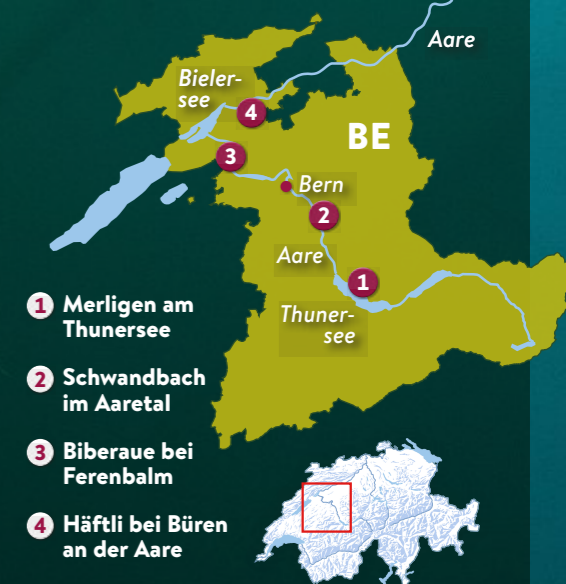 Aare
Bieler-
see
4
BE
3
Bern
2
Aare
1
Thuner-
see
1 Merligen am
Thunersee
2 Schwandbach
im Aaretal
3 Biberaue bei
Ferenbalm
4 Häftli bei Büren
an der Aare